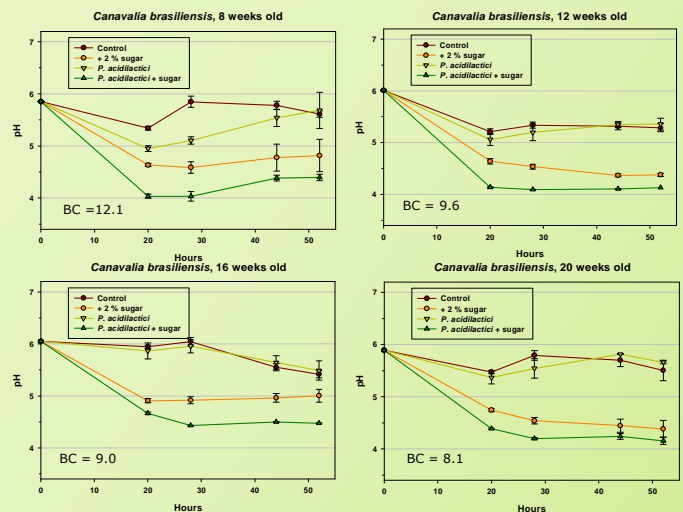 Canavalia brasiliensis, 8 weeks old
7
6
5
4
pH
Control
+ 2 % sugar
P. acidilactici
P. acidilactici + sugar
BC =12.1
0 10 20 30 40 50
Hours
Canavalia brasiliensis, 12 weeks old
7
6
5
4
pH
Control
+ 2 % sugar
P. acidilactici
P. acidilactici + sugar
BC = 9.6
0 10 20 30 40 50
Hours
Canavalia brasiliensis, 16 weeks old
7
6
5
4
pH
Control
+ 2 % sugar
P. acidilactici
P. acidilactici + sugar
BC = 9.0
0 10 20 30 40 50
Hours
Canavalia brasiliensis, 20 weeks old
7
6
5
4
pH
Control
+ 2 % sugar
P. acidilactici
P. acidilactici + sugar
BC = 8.1
0 10 20 30 40 50
Hours